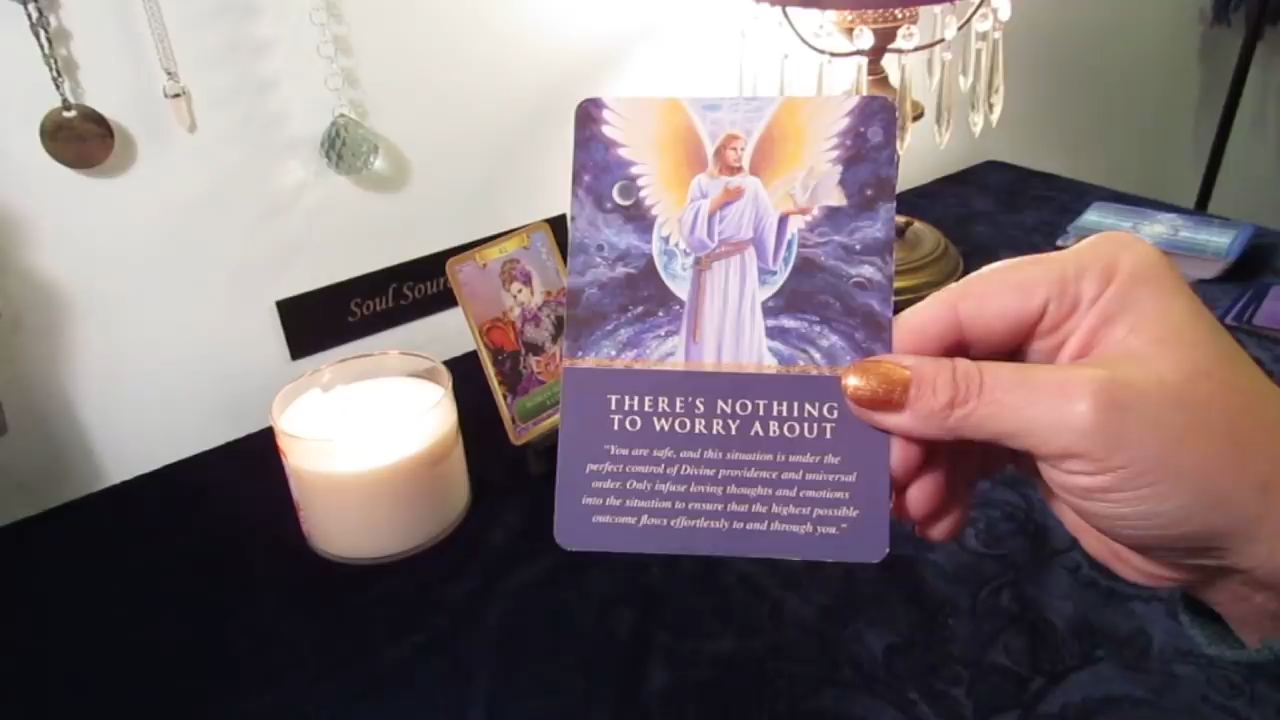 Soul
THERE'S NOTHING
TO WORRY ABOUT
"You are safe, and this situation is under the
perfect control of Divine providence and universal
order. Only infuse loving thoughts and emotions
into the situation to ensure that the highest possible
outcome flows effortlessly to and through you."